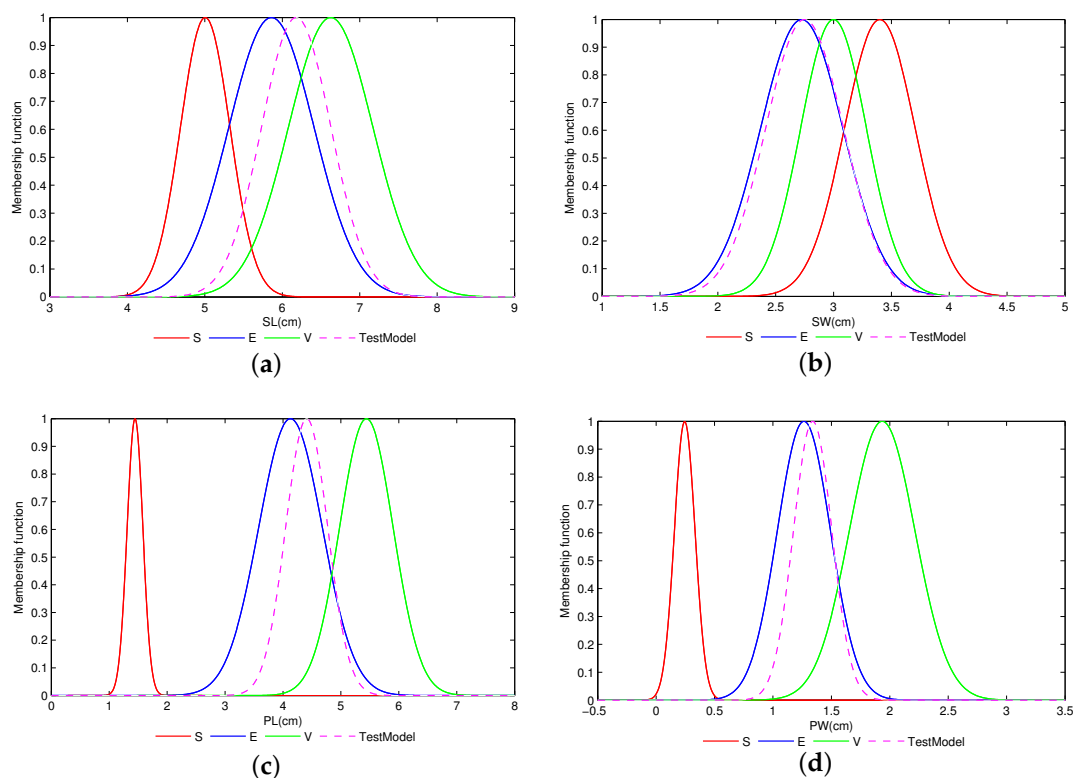 1
0.9
0.8
0.7
0.6
0.5
0.4
0.3
0.2
0.1
0
Membership function
3 4 5 6 7 8 9
SL(cm)
S E V TestModel
(a)
1
0.9
0.8
0.7
0.6
0.5
0.4
0.3
0.2
0.1
0
Membership function
1 1.5 2 2.5 3 3.5 4 4.5 5
SW(cm)
S E V TestModel
(b)
1
0.9
0.8
0.7
0.6
0.5
0.4
0.3
0.2
0.1
0
Membership function
0 1 2 3 4 5 6 7 8
PL(cm)
S E V TestModel
(c)
1
0.9
0.8
0.7
0.6
0.5
0.4
0.3
0.2
0.1
0
Membership function
−0.5 0 0.5 1 1.5 2 2.5 3 3.5
PW(cm)
S E V TestModel
(d)